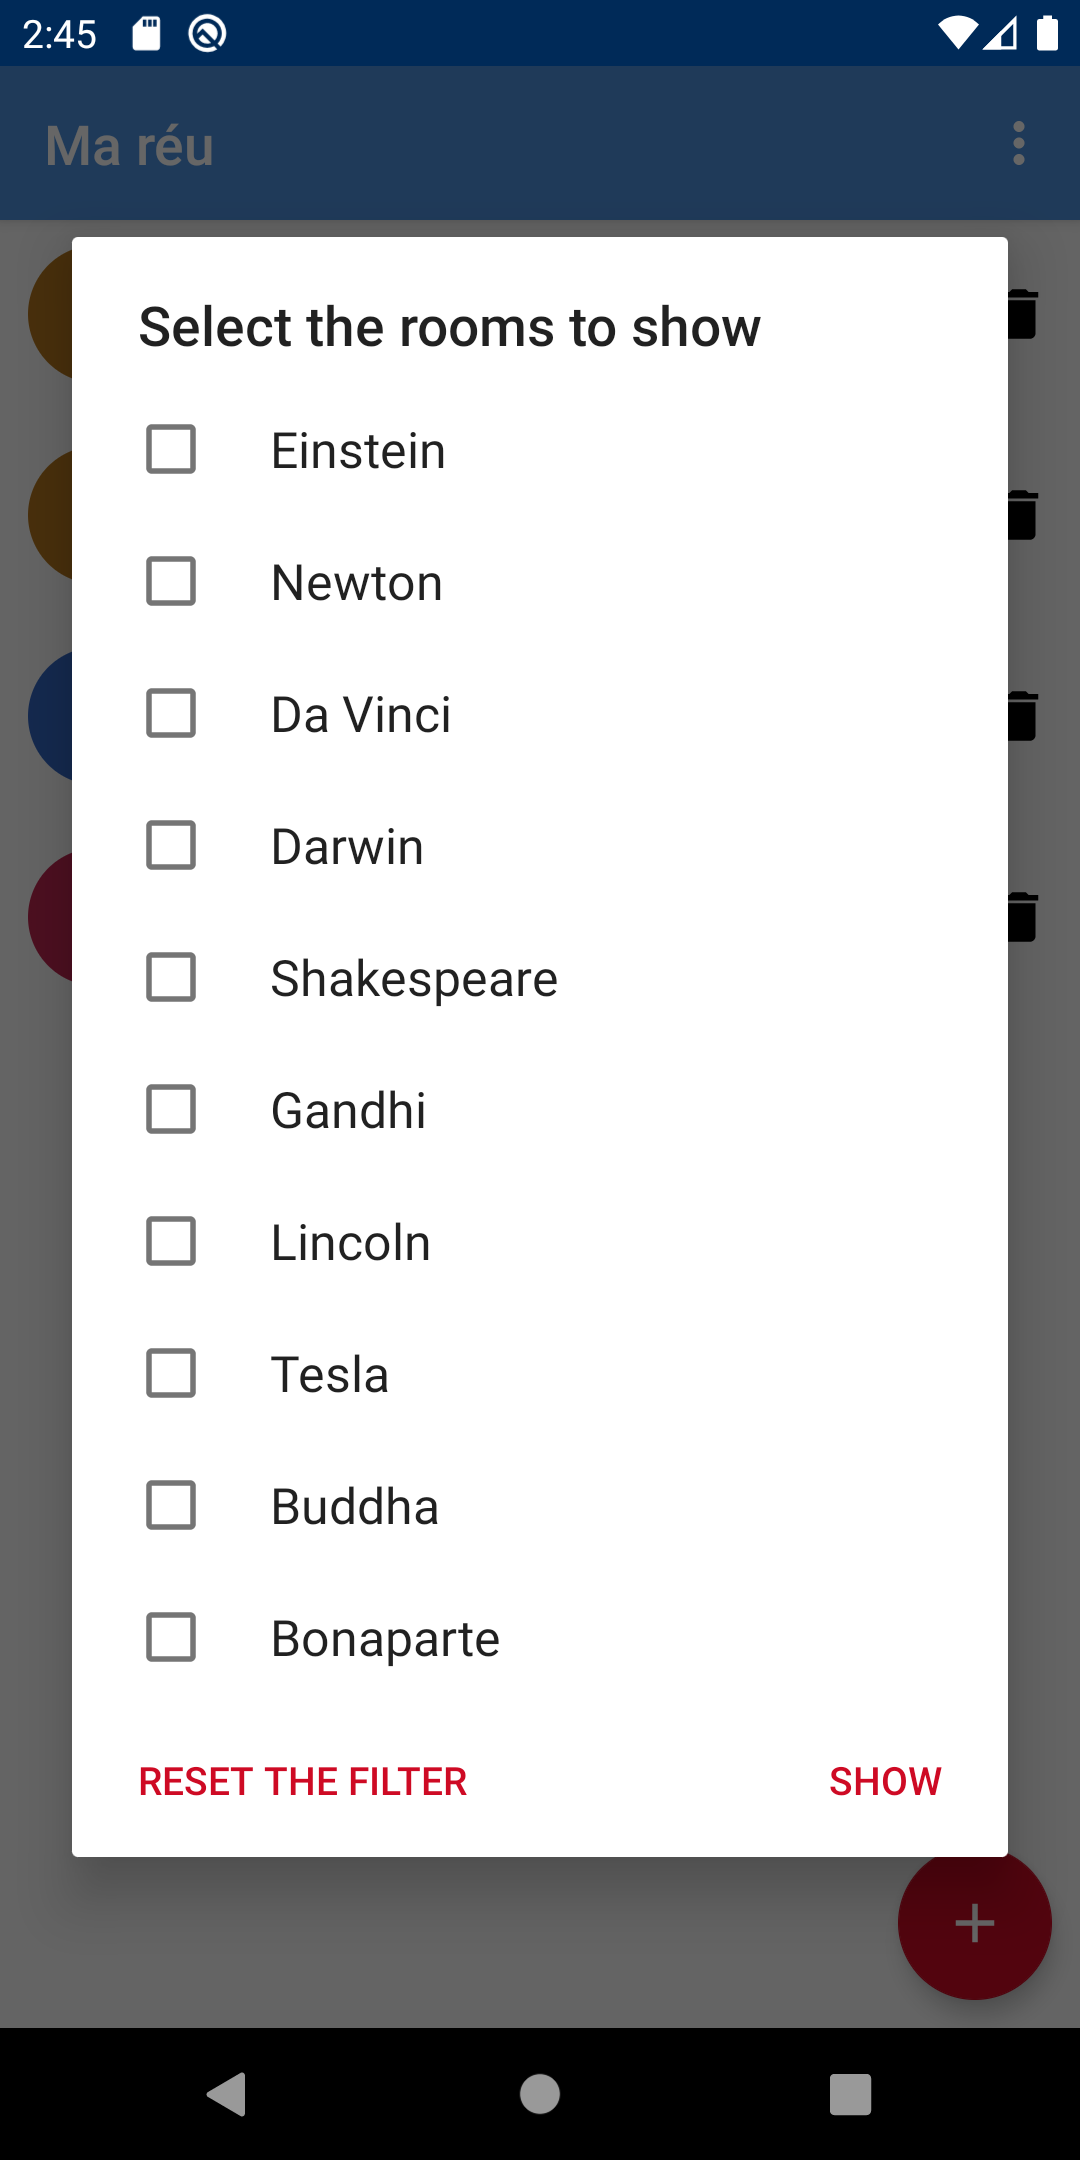 2:45
Ma réu
Select the rooms to show
Einstein
Newton
Da Vinci
Darwin
Shakespeare
Gandhi
Lincoln
Tesla
Buddha
Bonaparte
RESET THE FILTER
SHOW